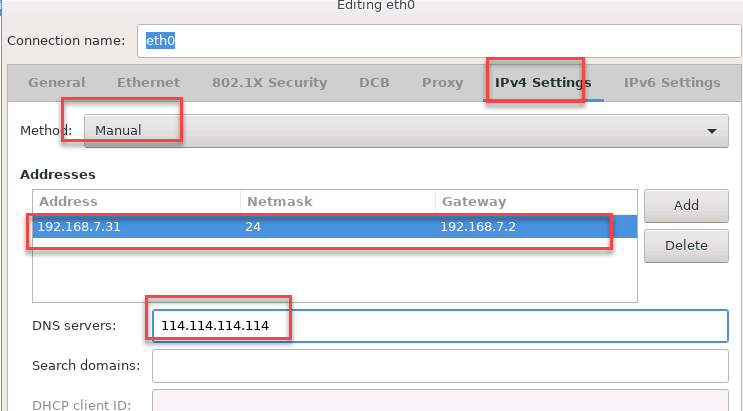 Editing eth0
Connection name: eth0
General Ethernet 802.1X Security DCB Proxy IPv4 Settings IPv6 Settings
Method: Manual
Addresses
Address Netmask Gateway
192.168.7.31 24 192.168.7.2
Add
Delete
DNS servers: 114.114.114.114
Search domains:
DHCP client ID: